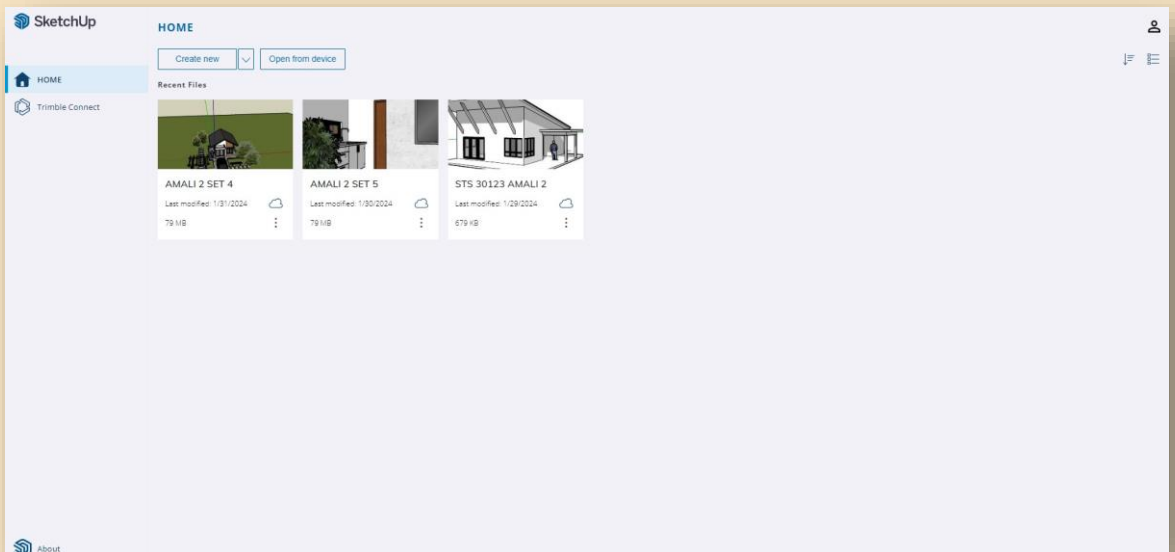 SketchUp
HOME
Create new
Open from device
HOME
Recent Files
Trimble Connect
AMALI 2 SET 4
AMALI 2 SET 5
STS 30123 AMALI 2
Last modified: 1/31/2024
Last modified: 1/30/2024
Last modified: 1/29/2024
79 MB
79 MB
679 KB
About